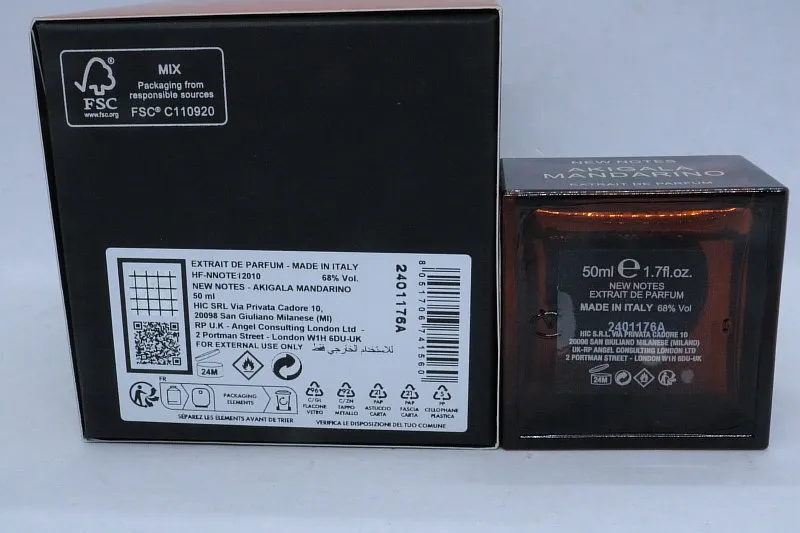 MIX
Packaging from
responsible sources
FSC
www.fsc.org
FSC® C110920
EXTRAIT DE PARFUM - MADE IN ITALY
HF-NNOTE12010 68% Vol.
NEW NOTES - AKIGALA MANDARINO
50 ml
HIC SRL Via Privata Cadore 10,
20098 San Giuliano Milanese (MI)
RP U.K - Angel Consulting London Ltd -
2 Portman Street - London W1H 6DU-UK
FOR EXTERNAL USE ONLY للاستخدام الخارجي فقط
2401176A
8 051706 741560
24M
FR
PACKAGING
ELEMENTS
SÉPAREZ LES ÉLÉMENTS AVANT DE TRIER
C/GL
FLACONE
VETRO
C/ZN
TAPPO
METALLO
PAP
ASTUCCIO
CARTA
PAP
FASCIA
CARTA
PP
CELLOPHANE
PLASTICA
VERIFICA LE DISPOSIZIONI DEL TUO COMUNE
NEW NOTES
AKIGALA
MANDARINO
EXTRAIT DE PARFUM
50ml e 1.7fl.oz.
NEW NOTES
EXTRAIT DE PARFUM
MADE IN ITALY 68% Vol
2401176A
HIC S.R.L. VIA PRIVATA CADORE 10
20098 SAN GIULIANO MILANESE (MILANO)
UK-RP ANGEL CONSULTING LONDON LTD
2 PORTMAN STREET - LONDON W1H 6DU-UK
24M